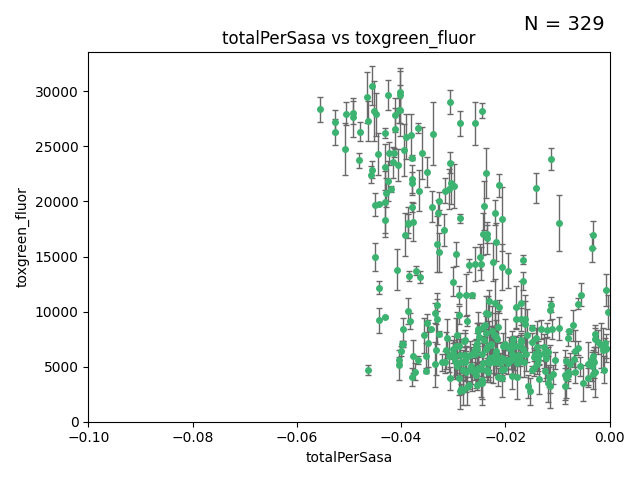 N = 329
totalPerSasa vs toxgreen_fluor
toxgreen_fluor
30000
25000
20000
15000
10000
5000
0
−0.10 −0.08 −0.06 −0.04 −0.02 0.00
totalPerSasa